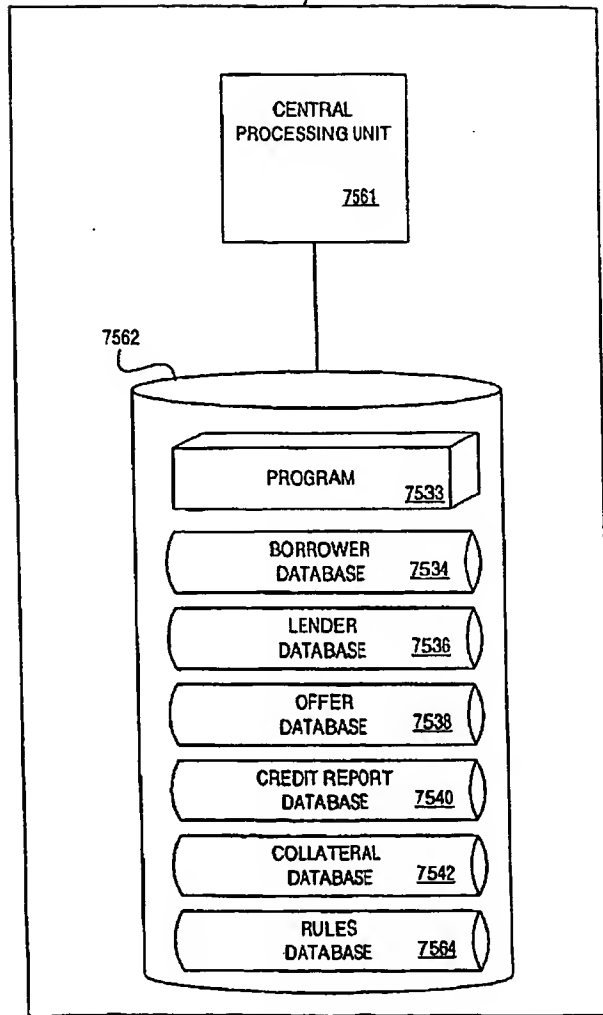 CENTRAL
PROCESSING UNIT
7561
7562
PROGRAM
7533
BORROWER
DATABASE 7534
LENDER
DATABASE 7536
OFFER
DATABASE 7538
CREDIT REPORT
DATABASE 7540
COLLATERAL
DATABASE 7542
RULES
DATABASE 7564